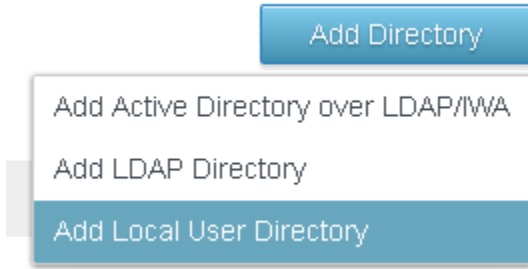 Add Directory
Add Active Directory over LDAP/IWA
Add LDAP Directory
Add Local User Directory